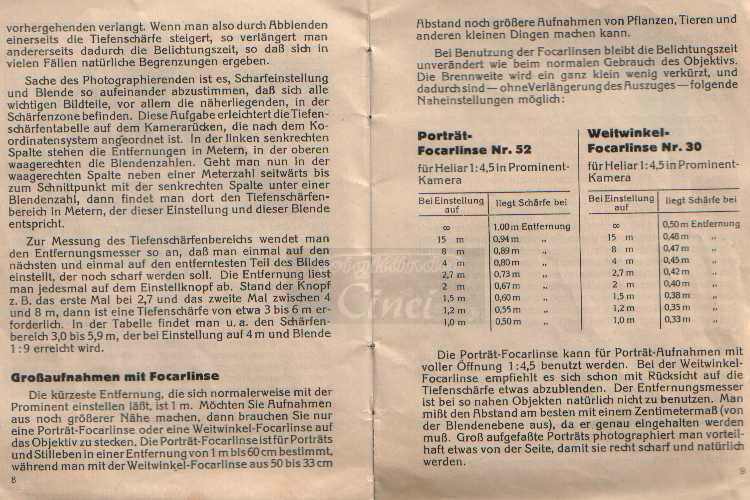 vorhergehenden verlangt. Wenn man also durch Abblenden
einerseits die Tiefenschärfe steigert, so verlängert man
andererseits dadurch die Belichtungszeit, so daß sich in
vielen Fällen natürliche Begrenzungen ergeben.
Sache des Photographierenden ist es, Scharfeinstellung
und Blende so aufeinander abzustimmen, daß sich alle
wichtigen Bildteile, vor allem die näherliegenden, in der
Schärfenzone befinden. Diese Aufgabe erleichtert die Tiefen-
schärfentabelle auf dem Kamerarücken, die nach dem Ko-
ordinatensystem angeordnet ist. In der linken senkrechten
Spalte stehen die Entfernungen in Metern, in der oberen
waagerechten die Blendenzahlen. Geht man nun in der
waagerechten Spalte neben einer Meterzahl seitwärts bis
zum Schnittpunkt mit der senkrechten Spalte unter einer
Blendenzahl, dann findet man dort den Tiefenschärfen-
bereich in Metern, der dieser Einstellung und dieser Blende
entspricht.
Zur Messung des Tiefenschärfenbereichs wendet man
den Entfernungsmesser so an, daß man einmal auf den
nächsten und einmal auf den entferntesten Teil des Bildes
einstellt, der noch scharf werden soll. Die Entfernung liest
man jedesmal auf dem Einstellknopf ab. Stand der Knopf
z. B. das erste Mal bei 2,7 und das zweite Mal zwischen 4
und 8 m, dann ist eine Tiefenschärfe von etwa 3 bis 6 m er-
forderlich. In der Tabelle findet man u. a. den Schärfen-
bereich 3,0 bis 5,9 m, der bei Einstellung auf 4 m und Blende
1 : 9 erreicht wird.
Großaufnahmen mit Focarlinse
Die kürzeste Entfernung, die sich normalerweise mit der
Prominent einstellen läßt, ist 1 m. Möchten Sie Aufnahmen
aus noch größerer Nähe machen, dann brauchen Sie nur
eine Porträt-Focarlinse oder eine Weitwinkel-Focarlinse auf
das Objektiv zu stecken. Die Porträt-Focarlinse ist für Porträts
und Stilleben in einer Entfernung von 1 m bis 60 cm bestimmt,
während man mit der Weitwinkel-Focarlinse aus 50 bis 33 cm
8
Abstand noch größere Aufnahmen von Pflanzen, Tieren und
anderen kleinen Dingen machen kann.
Bei Benutzung der Focarlinsen bleibt die Belichtungszeit
unverändert wie beim normalen Gebrauch des Objektivs.
Die Brennweite wird ein ganz klein wenig verkürzt, und
dadurch sind — ohne Verlängerung des Auszuges — folgende
Naheinstellungen möglich:
Porträt-
Focarlinse Nr. 52
für Heliar 1 : 4,5 in Prominent-
Kamera
Bei Einstellung auf liegt Schärfe bei
∞ 1,00 m Entfernung
15 m 0,94 m „
8 m 0,89 m „
4 m 0,80 m „
2,7 m 0,73 m „
2 m 0,67 m „
1,5 m 0,60 m „
1,2 m 0,55 m „
1,0 m 0,50 m „
Weitwinkel-
Focarlinse Nr. 30
für Heliar 1 : 4,5 in Prominent-
Kamera
Bei Einstellung auf liegt Schärfe bei
∞ 0,50 m Entfernung
15 m 0,48 m „
8 m 0,47 m „
4 m 0,45 m „
2,7 m 0,42 m „
2 m 0,40 m „
1,5 m 0,38 m „
1,2 m 0,35 m „
1,0 m 0,33 m „
Die Porträt-Focarlinse kann für Porträt-Aufnahmen mit
voller Öffnung 1:4,5 benutzt werden. Bei der Weitwinkel-
Focarlinse empfiehlt es sich schon mit Rücksicht auf die
Tiefenschärfe etwas abzublenden. Der Entfernungsmesser
ist bei so nahen Objekten natürlich nicht zu benutzen. Man
mißt den Abstand am besten mit einem Zentimetermaß (von
der Blendenebene aus), da er genau eingehalten werden
muß. Groß aufgefaßte Porträts photographiert man vorteil-
haft etwas von der Seite, damit sie recht scharf und natürlich
werden.
9
Cinci